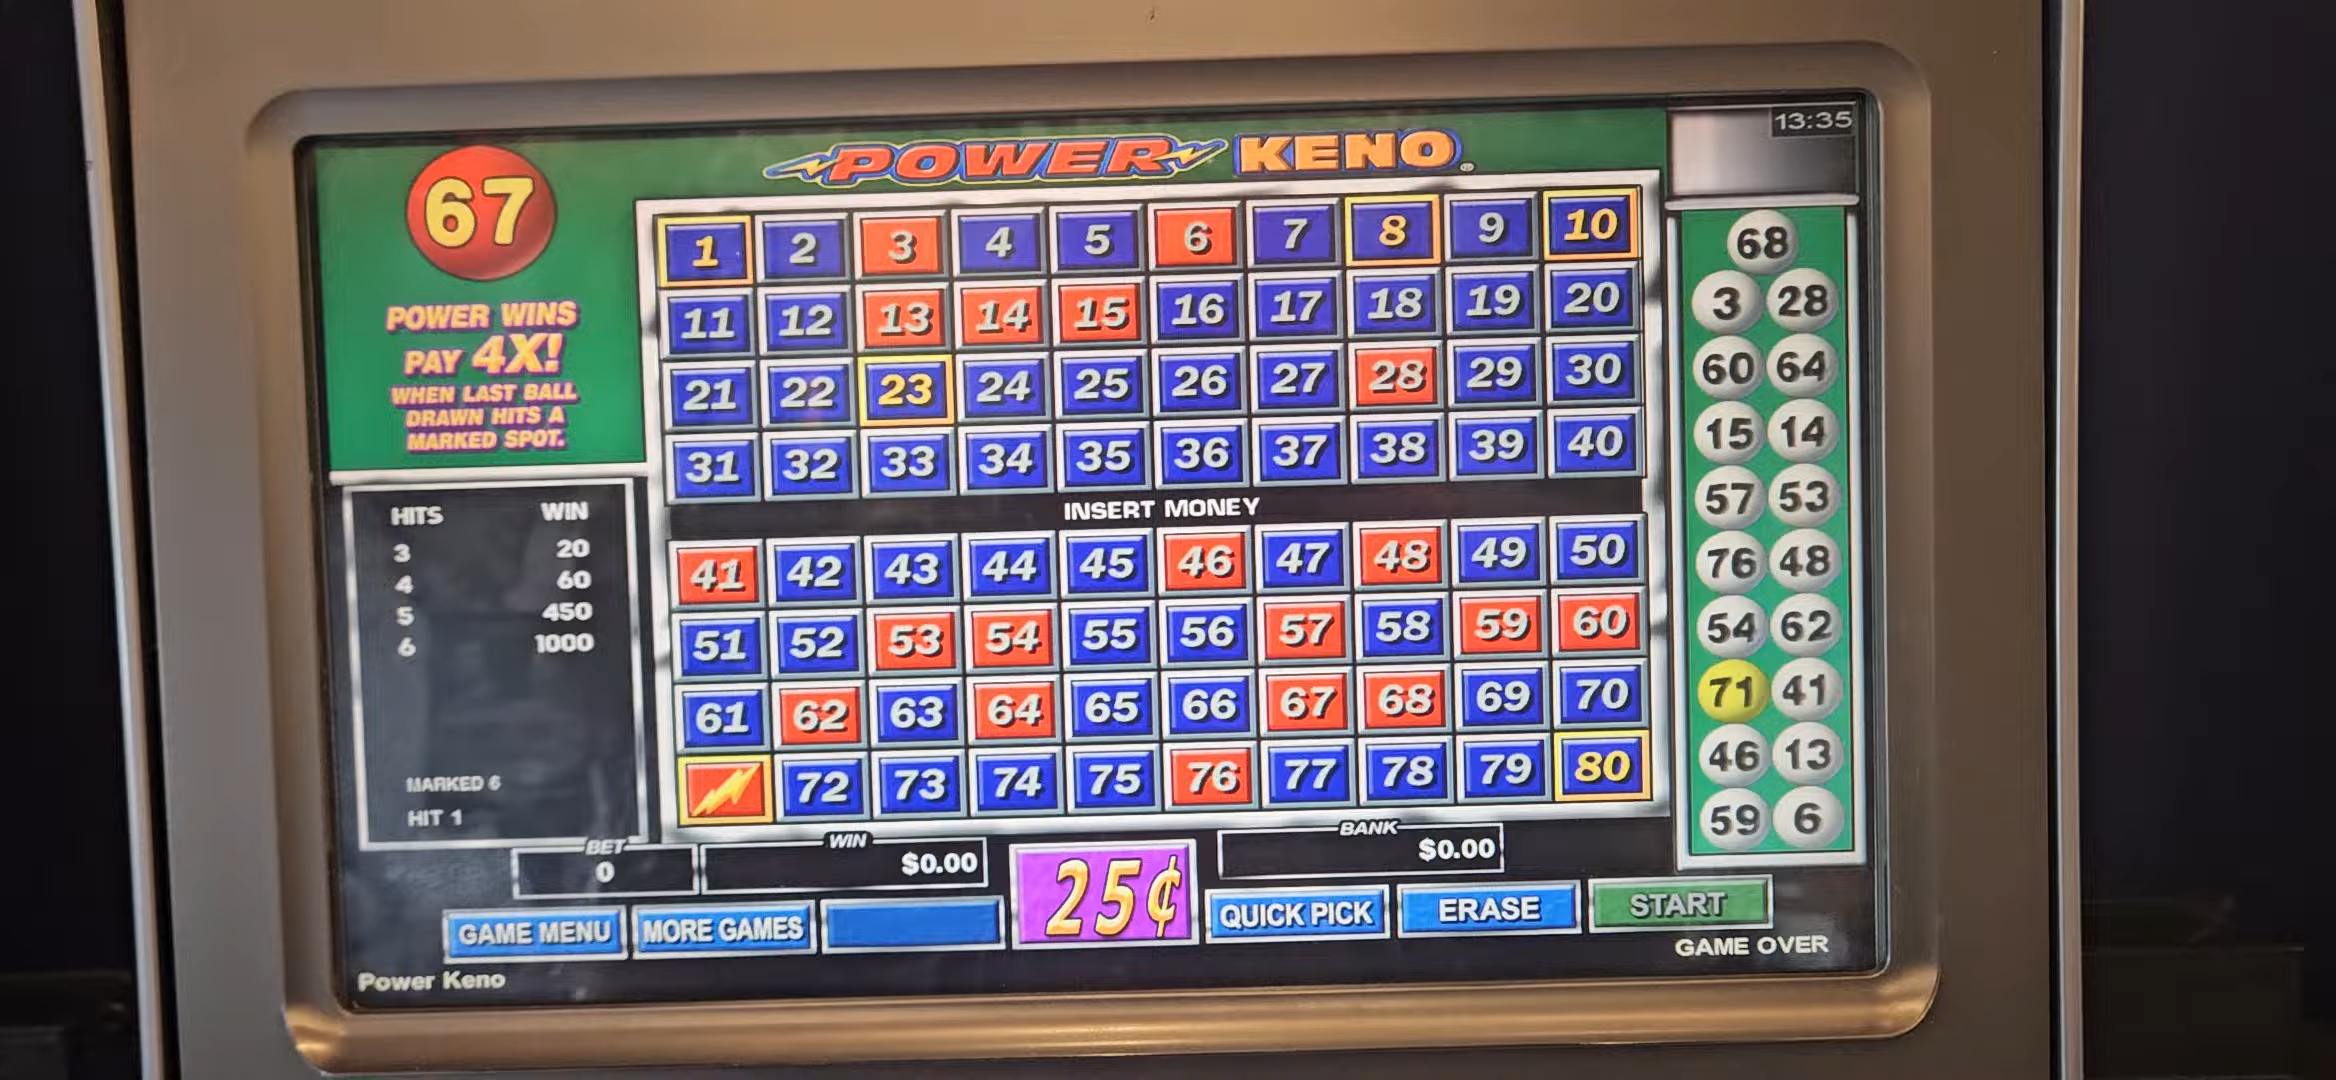 POWER KENO
13:35
67
POWER WINS
PAY 4X!
WHEN LAST BALL
DRAWN HITS A
MARKED SPOT.
HITS WIN
3 20
4 60
5 450
6 1000
MARKED 6
HIT 1
1 2 3 4 5 6 7 8 9 10
11 12 13 14 15 16 17 18 19 20
21 22 23 24 25 26 27 28 29 30
31 32 33 34 35 36 37 38 39 40
INSERT MONEY
41 42 43 44 45 46 47 48 49 50
51 52 53 54 55 56 57 58 59 60
61 62 63 64 65 66 67 68 69 70
72 73 74 75 76 77 78 79 80
68
3 28
60 64
15 14
57 53
76 48
54 62
71 41
46 13
59 6
BET
0
WIN
$0.00
25¢
BANK
$0.00
GAME MENU
MORE GAMES
QUICK PICK
ERASE
START
GAME OVER
Power Keno